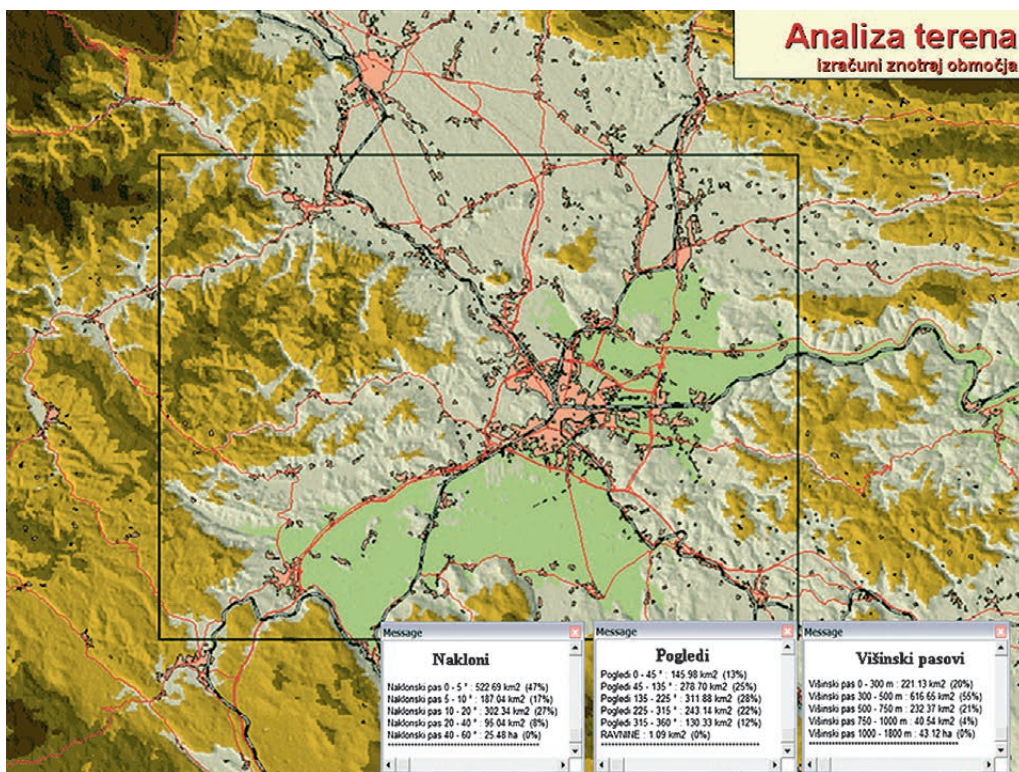 Analiza terena
izračuni znotraj območja
Message
Nakloni
Naklonski pas 0 - 5 ° : 522.69 km2 (47%)
Naklonski pas 5 - 10 ° : 187.04 km2 (17%)
Naklonski pas 10 - 20 ° : 302.34 km2 (27%)
Naklonski pas 20 - 40 ° : 95.04 km2 (8%)
Naklonski pas 40 - 60 ° : 25.48 ha (0%)
Message
Pogledi
Pogledi 0 - 45 ° : 145.98 km2 (13%)
Pogledi 45 - 135 ° : 278.70 km2 (25%)
Pogledi 135 - 225 ° : 311.88 km2 (28%)
Pogledi 225 - 315 ° : 243.14 km2 (22%)
Pogledi 315 - 360 ° : 130.33 km2 (12%)
RAVNINE : 1.09 km2 (0%)
Message
Višinski pasovi
Višinski pas 0 - 300 m : 221.13 km2 (20%)
Višinski pas 300 - 500 m : 616.65 km2 (55%)
Višinski pas 500 - 750 m : 232.37 km2 (21%)
Višinski pas 750 - 1000 m : 40.54 km2 (4%)
Višinski pas 1000 - 1800 m : 43.12 ha (0%)